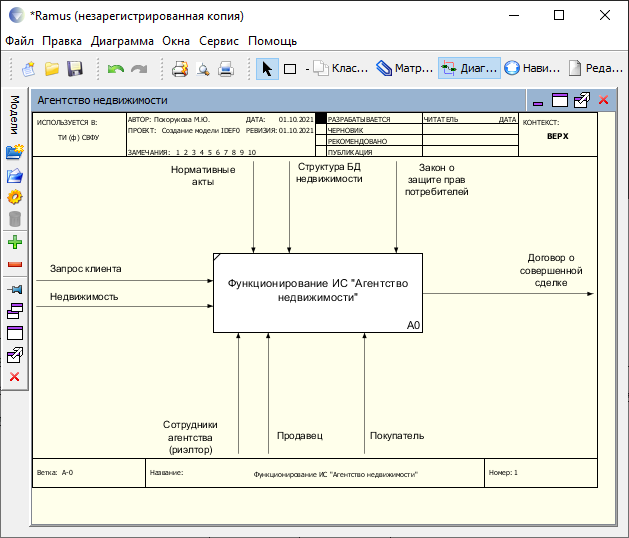 *Ramus (незарегистрированная копия)
Файл Правка Диаграмма Окна Сервис Помощь
Клас... Матр... Диаг... Нави... Реда...
Модели
Агентство недвижимости
ИСПОЛЬЗУЕТСЯ В:
ТИ (ф) СВФУ
АВТОР: Покорукова М.Ю. ДАТА: 01.10.2021
ПРОЕКТ: Создание модели IDEF0 РЕВИЗИЯ: 01.10.2021
ЗАМЕЧАНИЯ: 1 2 3 4 5 6 7 8 9 10
РАЗРАБАТЫВАЕТСЯ
ЧЕРНОВИК
РЕКОМЕНДОВАНО
ПУБЛИКАЦИЯ
ЧИТАТЕЛЬ ДАТА
КОНТЕКСТ:
ВЕРХ
Нормативные
акты
Структура БД
недвижимости
Закон о
защите прав
потребителей
Запрос клиента
Недвижимость
Функционирование ИС "Агентство
недвижимости"
A0
Договор о
совершенной
сделке
Сотрудники
агентства
(риэлтор)
Продавец
Покупатель
Ветка: A-0
Название:
Функционирование ИС "Агентство недвижимости"
Номер: 1